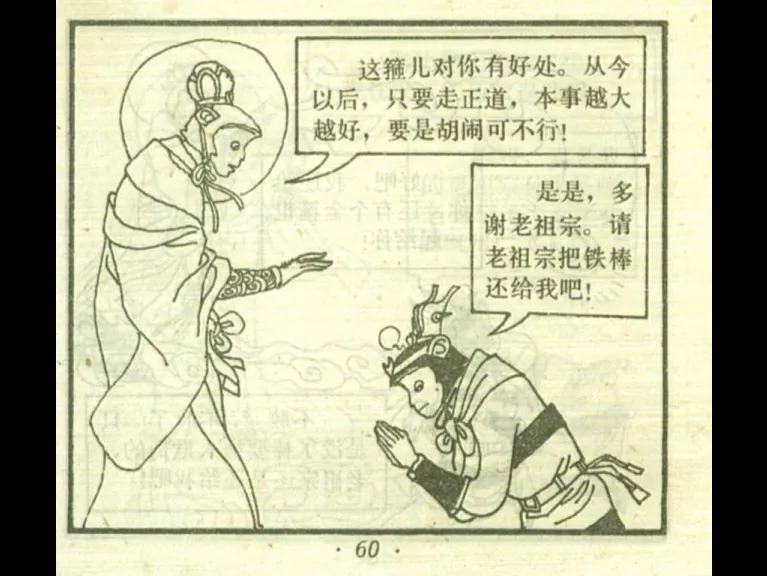 这箍儿对你有好处。从今
以后，只要走正道，本事越大
越好，要是胡闹可不行！
是是，多
谢老祖宗。请
老祖宗把铁棒
还给我吧！
· 60 ·